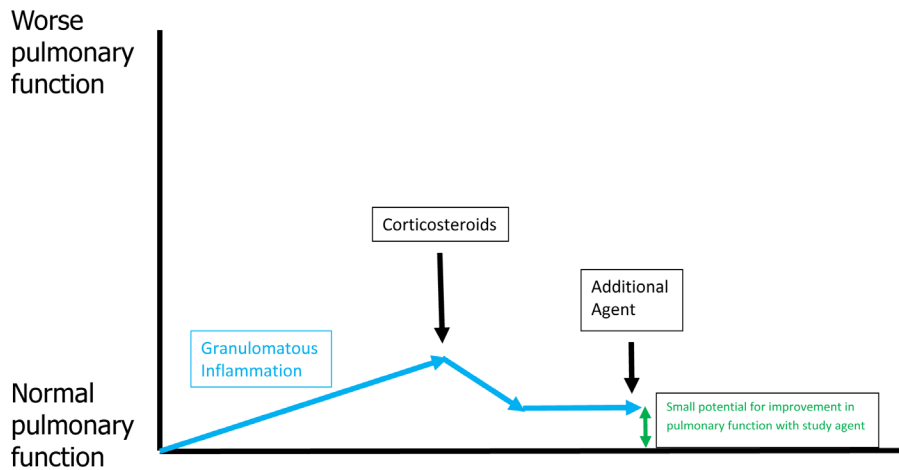 Worse
pulmonary
function
Corticosteroids
Additional
Agent
Granulomatous
Inflammation
Normal
pulmonary
function
Small potential for improvement in
pulmonary function with study agent